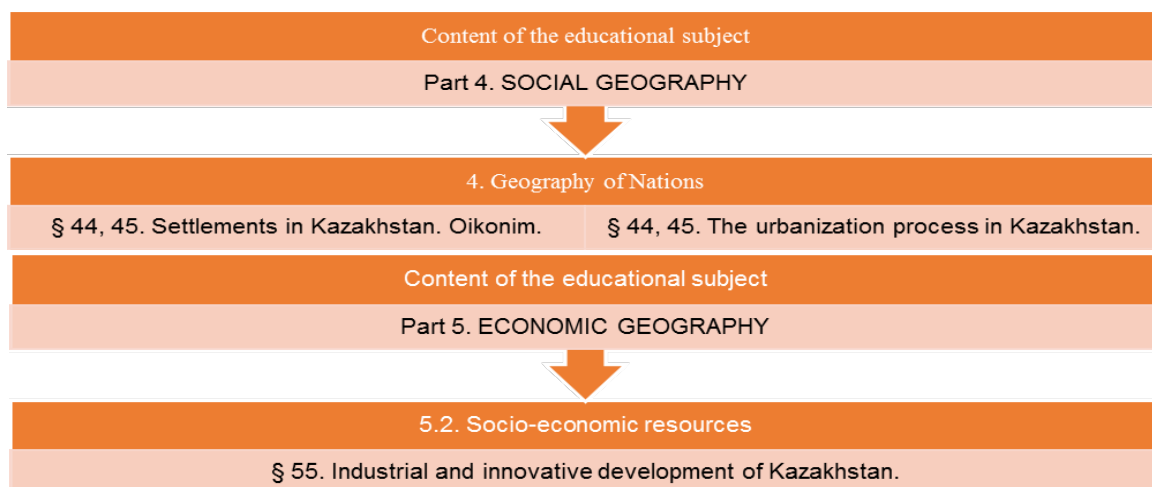 Content of the educational subject
Part 4. SOCIAL GEOGRAPHY
4. Geography of Nations
§ 44, 45. Settlements in Kazakhstan. Oikonim.
§ 44, 45. The urbanization process in Kazakhstan.
Content of the educational subject
Part 5. ECONOMIC GEOGRAPHY
5.2. Socio-economic resources
§ 55. Industrial and innovative development of Kazakhstan.